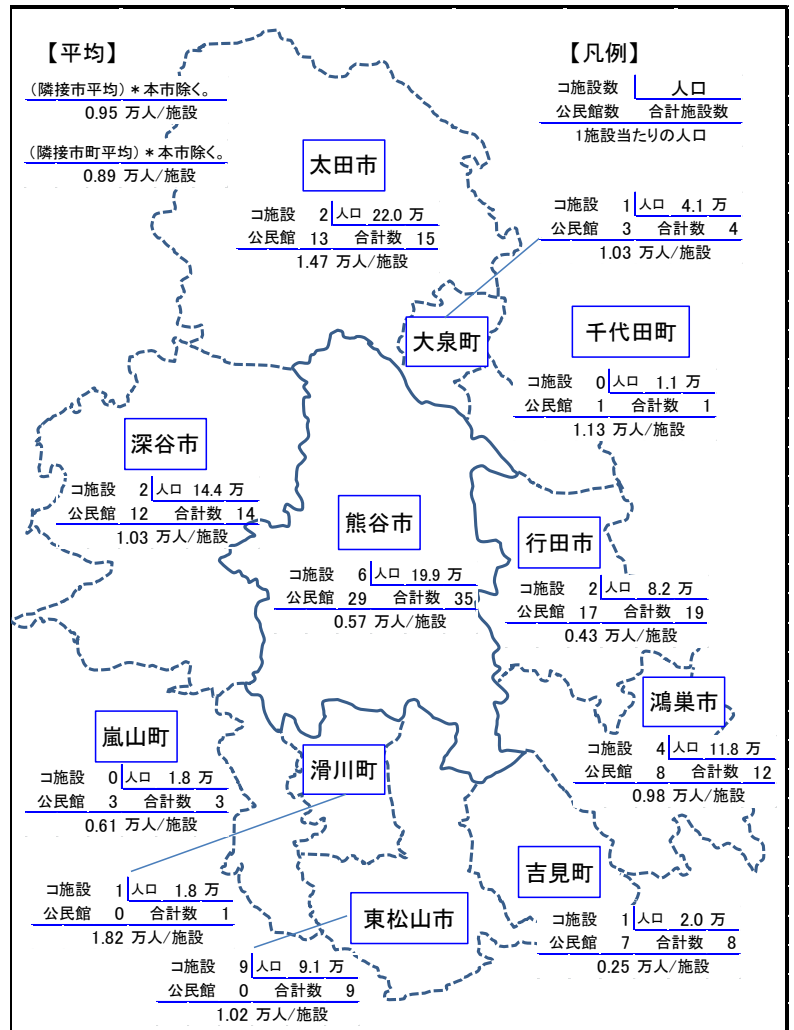 【平均】
(隣接市平均)*本市除く。
0.95 万人/施設
(隣接市町平均)*本市除く。
0.89 万人/施設
【凡例】
コ施設数 人口
公民館数 合計施設数
1施設当たりの人口
太田市
コ施設 2 人口 22.0 万
公民館 13 合計数 15
1.47 万人/施設
コ施設 1 人口 4.1 万
公民館 3 合計数 4
1.03 万人/施設
大泉町
千代田町
コ施設 0 人口 1.1 万
公民館 1 合計数 1
1.13 万人/施設
深谷市
コ施設 2 人口 14.4 万
公民館 12 合計数 14
1.03 万人/施設
熊谷市
コ施設 6 人口 19.9 万
公民館 29 合計数 35
0.57 万人/施設
行田市
コ施設 2 人口 8.2 万
公民館 17 合計数 19
0.43 万人/施設
鴻巣市
コ施設 4 人口 11.8 万
公民館 8 合計数 12
0.98 万人/施設
嵐山町
コ施設 0 人口 1.8 万
公民館 3 合計数 3
0.61 万人/施設
滑川町
コ施設 1 人口 1.8 万
公民館 0 合計数 1
1.82 万人/施設
東松山市
コ施設 9 人口 9.1 万
公民館 0 合計数 9
1.02 万人/施設
吉見町
コ施設 1 人口 2.0 万
公民館 7 合計数 8
0.25 万人/施設